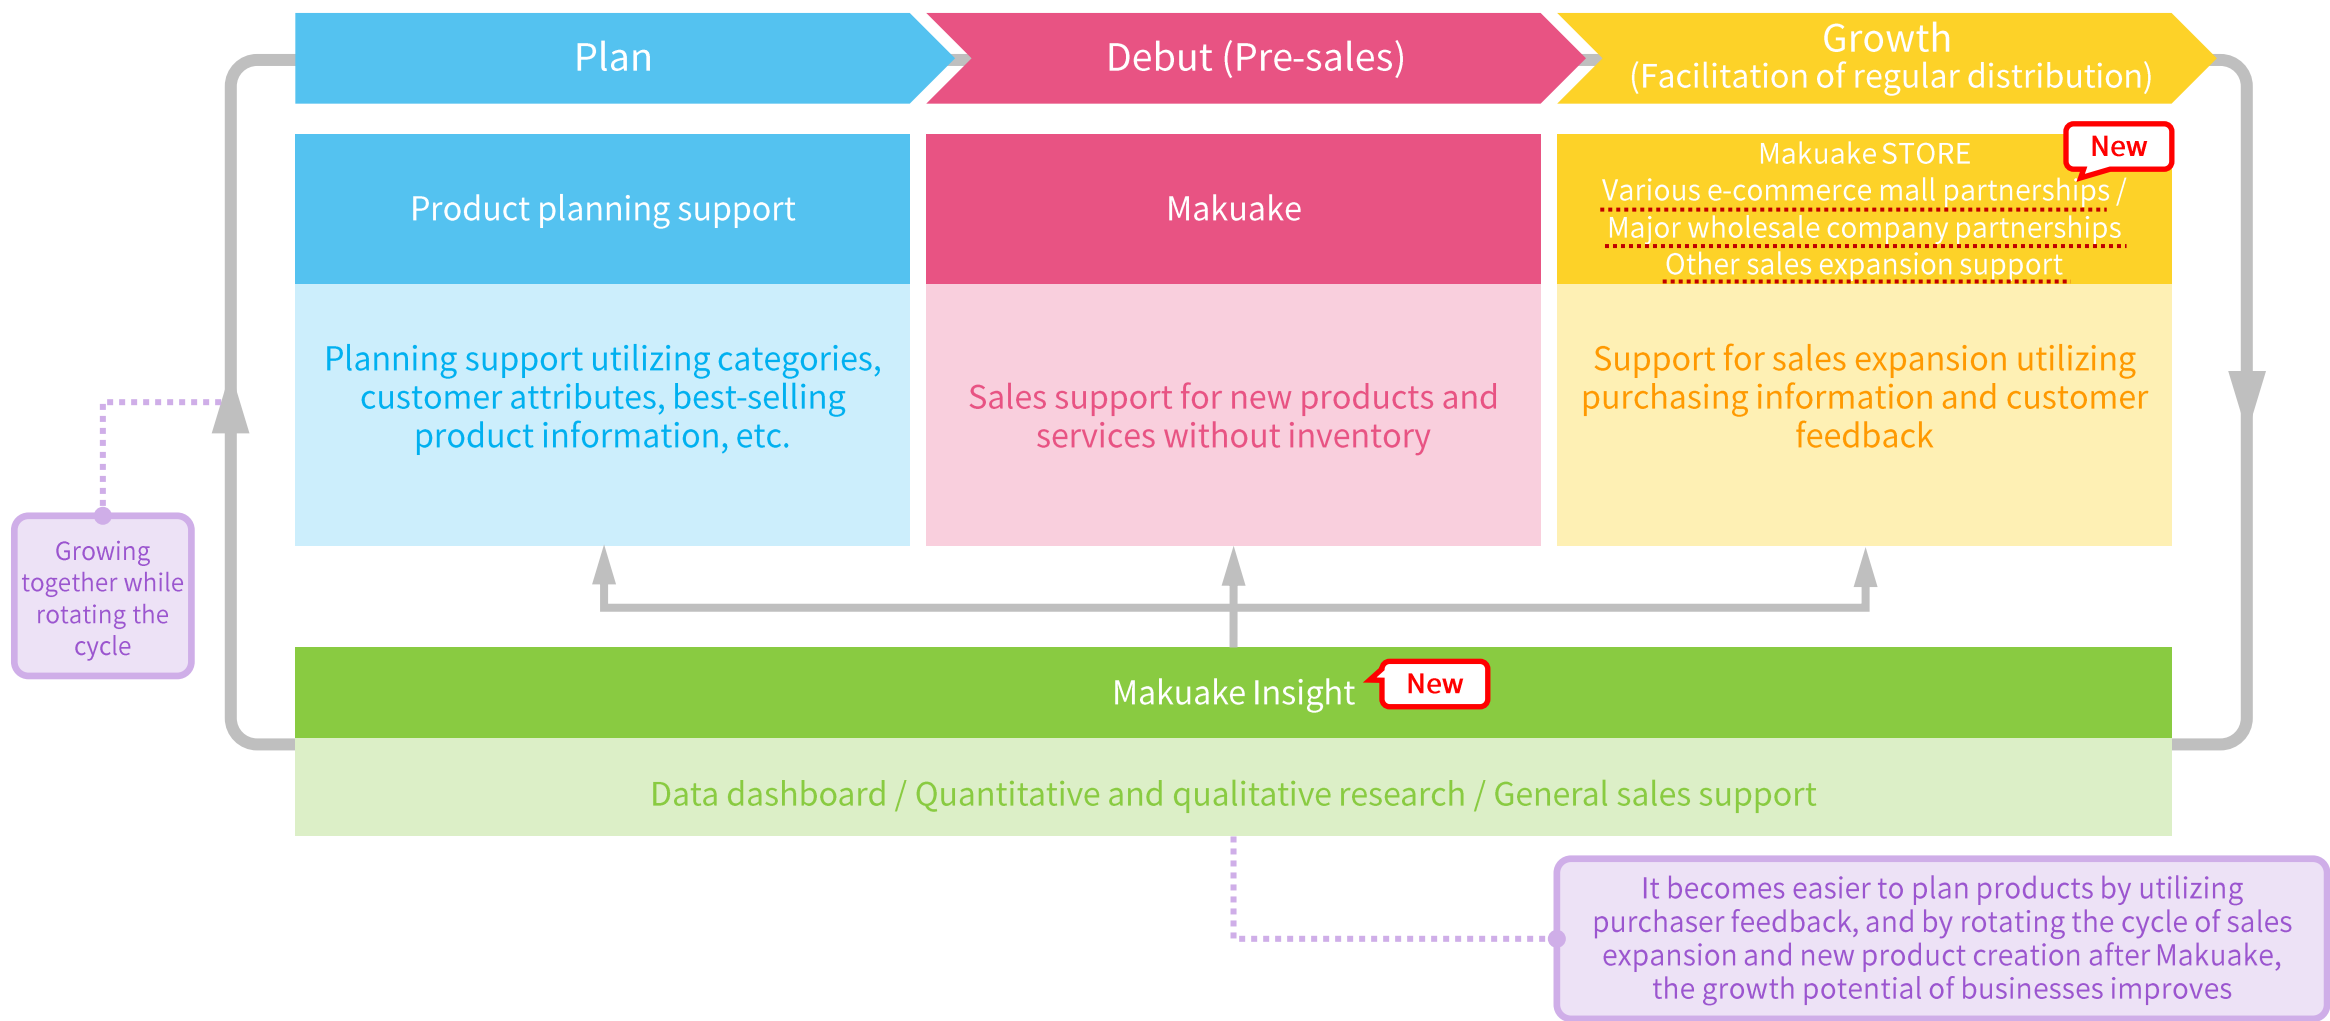 Plan
Debut (Pre-sales)
Growth
(Facilitation of regular distribution)
Product planning support
Makuake
Makuake STORE
New
Various e-commerce mall partnerships /
Major wholesale company partnerships
Other sales expansion support
Planning support utilizing categories,
customer attributes, best-selling
product information, etc.
Sales support for new products and
services without inventory
Support for sales expansion utilizing
purchasing information and customer
feedback
Growing
together while
rotating the
cycle
Makuake Insight
New
Data dashboard / Quantitative and qualitative research / General sales support
It becomes easier to plan products by utilizing
purchaser feedback, and by rotating the cycle of sales
expansion and new product creation after Makuake,
the growth potential of businesses improves